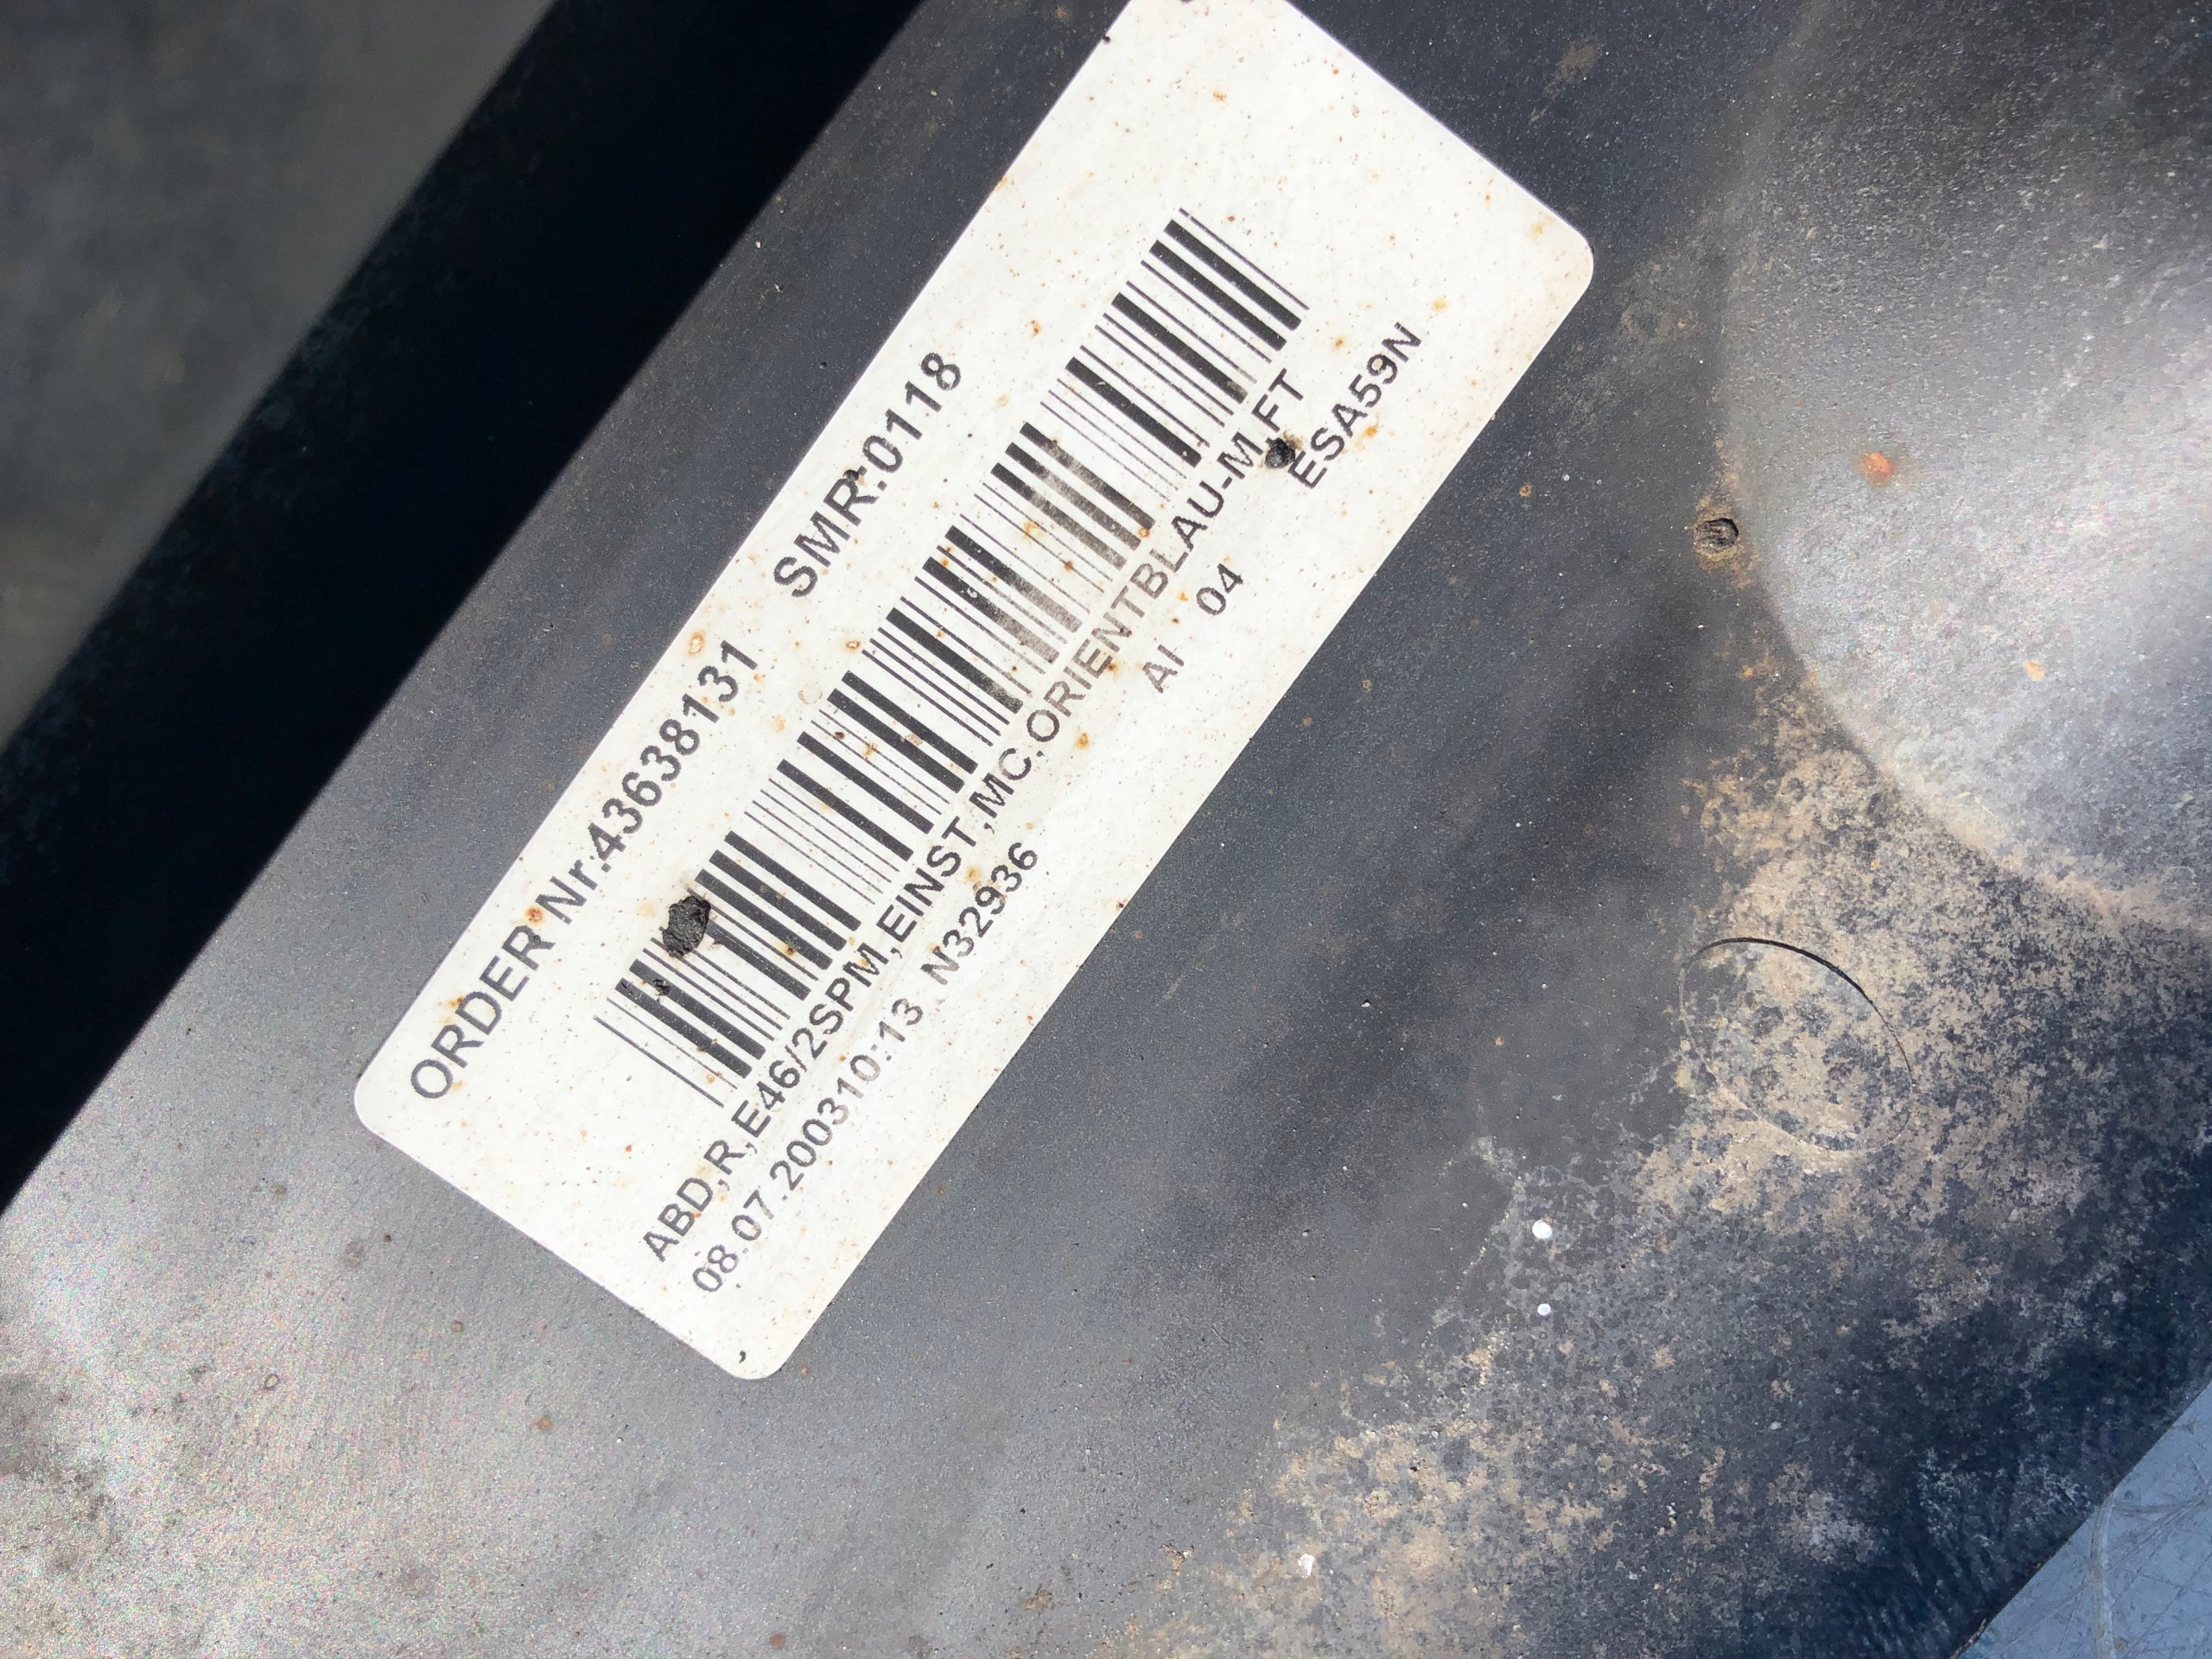 ORDER Nr.43638131 SMR:0118
ABD,R,E46/2SPM,EINST,MC,ORIENTBLAU-M,FT
08.07.200310:13 N32936 AI 04 ESA59N